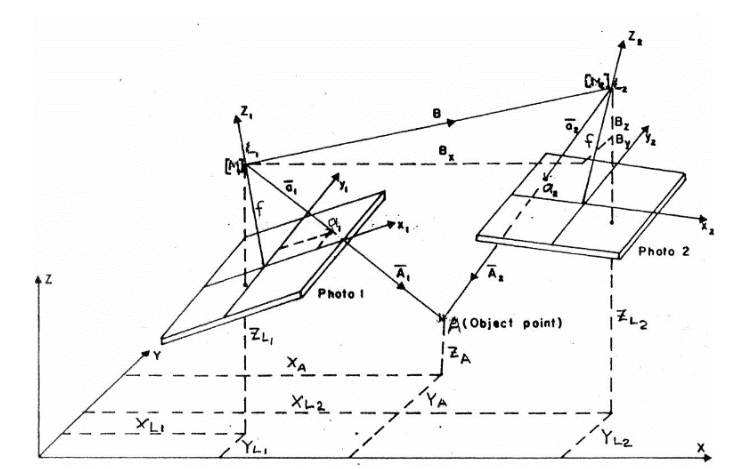 Z₂
[M₂] L₂
Z₁
B
ā₂
f
B_Z
B_Y
y₂
[M₁] L₁
B_X
ā₁
y₁
a₂
f
a₁
x₁
x₂
Photo 2
Ā₁
Ā₂
Z
Photo 1
A (Object point)
Z_L₁
Z_L₂
Y
X_A
Z_A
X_L₂
Y_A
X_L₁
Y_L₁
Y_L₂
X